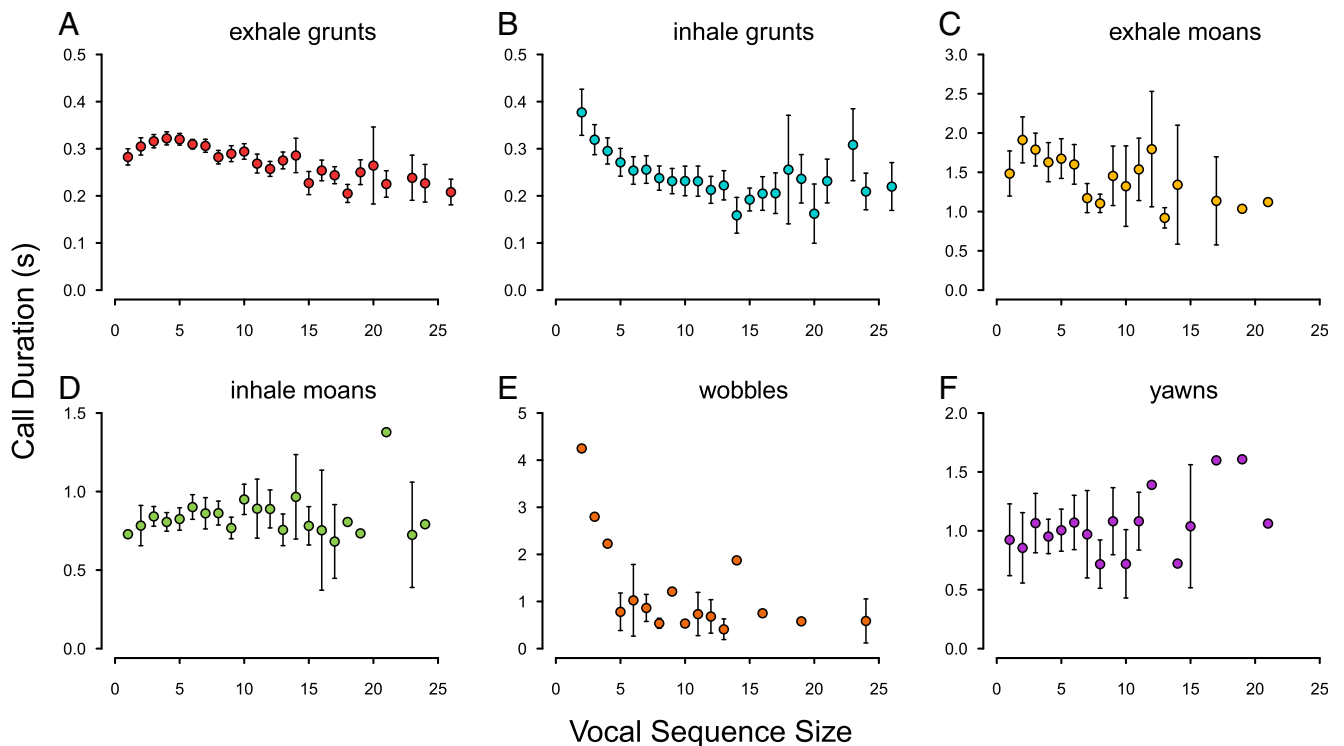 A
exhale grunts
B
inhale grunts
C
exhale moans
0.5
0.4
0.3
0.2
0.1
0.0
0 5 10 15 20 25
0.5
0.4
0.3
0.2
0.1
0.0
0 5 10 15 20 25
3.0
2.5
2.0
1.5
1.0
0.5
0.0
0 5 10 15 20 25
Call Duration (s)
D
inhale moans
E
wobbles
F
yawns
1.5
1.0
0.5
0.0
0 5 10 15 20 25
5
4
3
2
1
0
0 5 10 15 20 25
2.0
1.5
1.0
0.5
0.0
0 5 10 15 20 25
Vocal Sequence Size